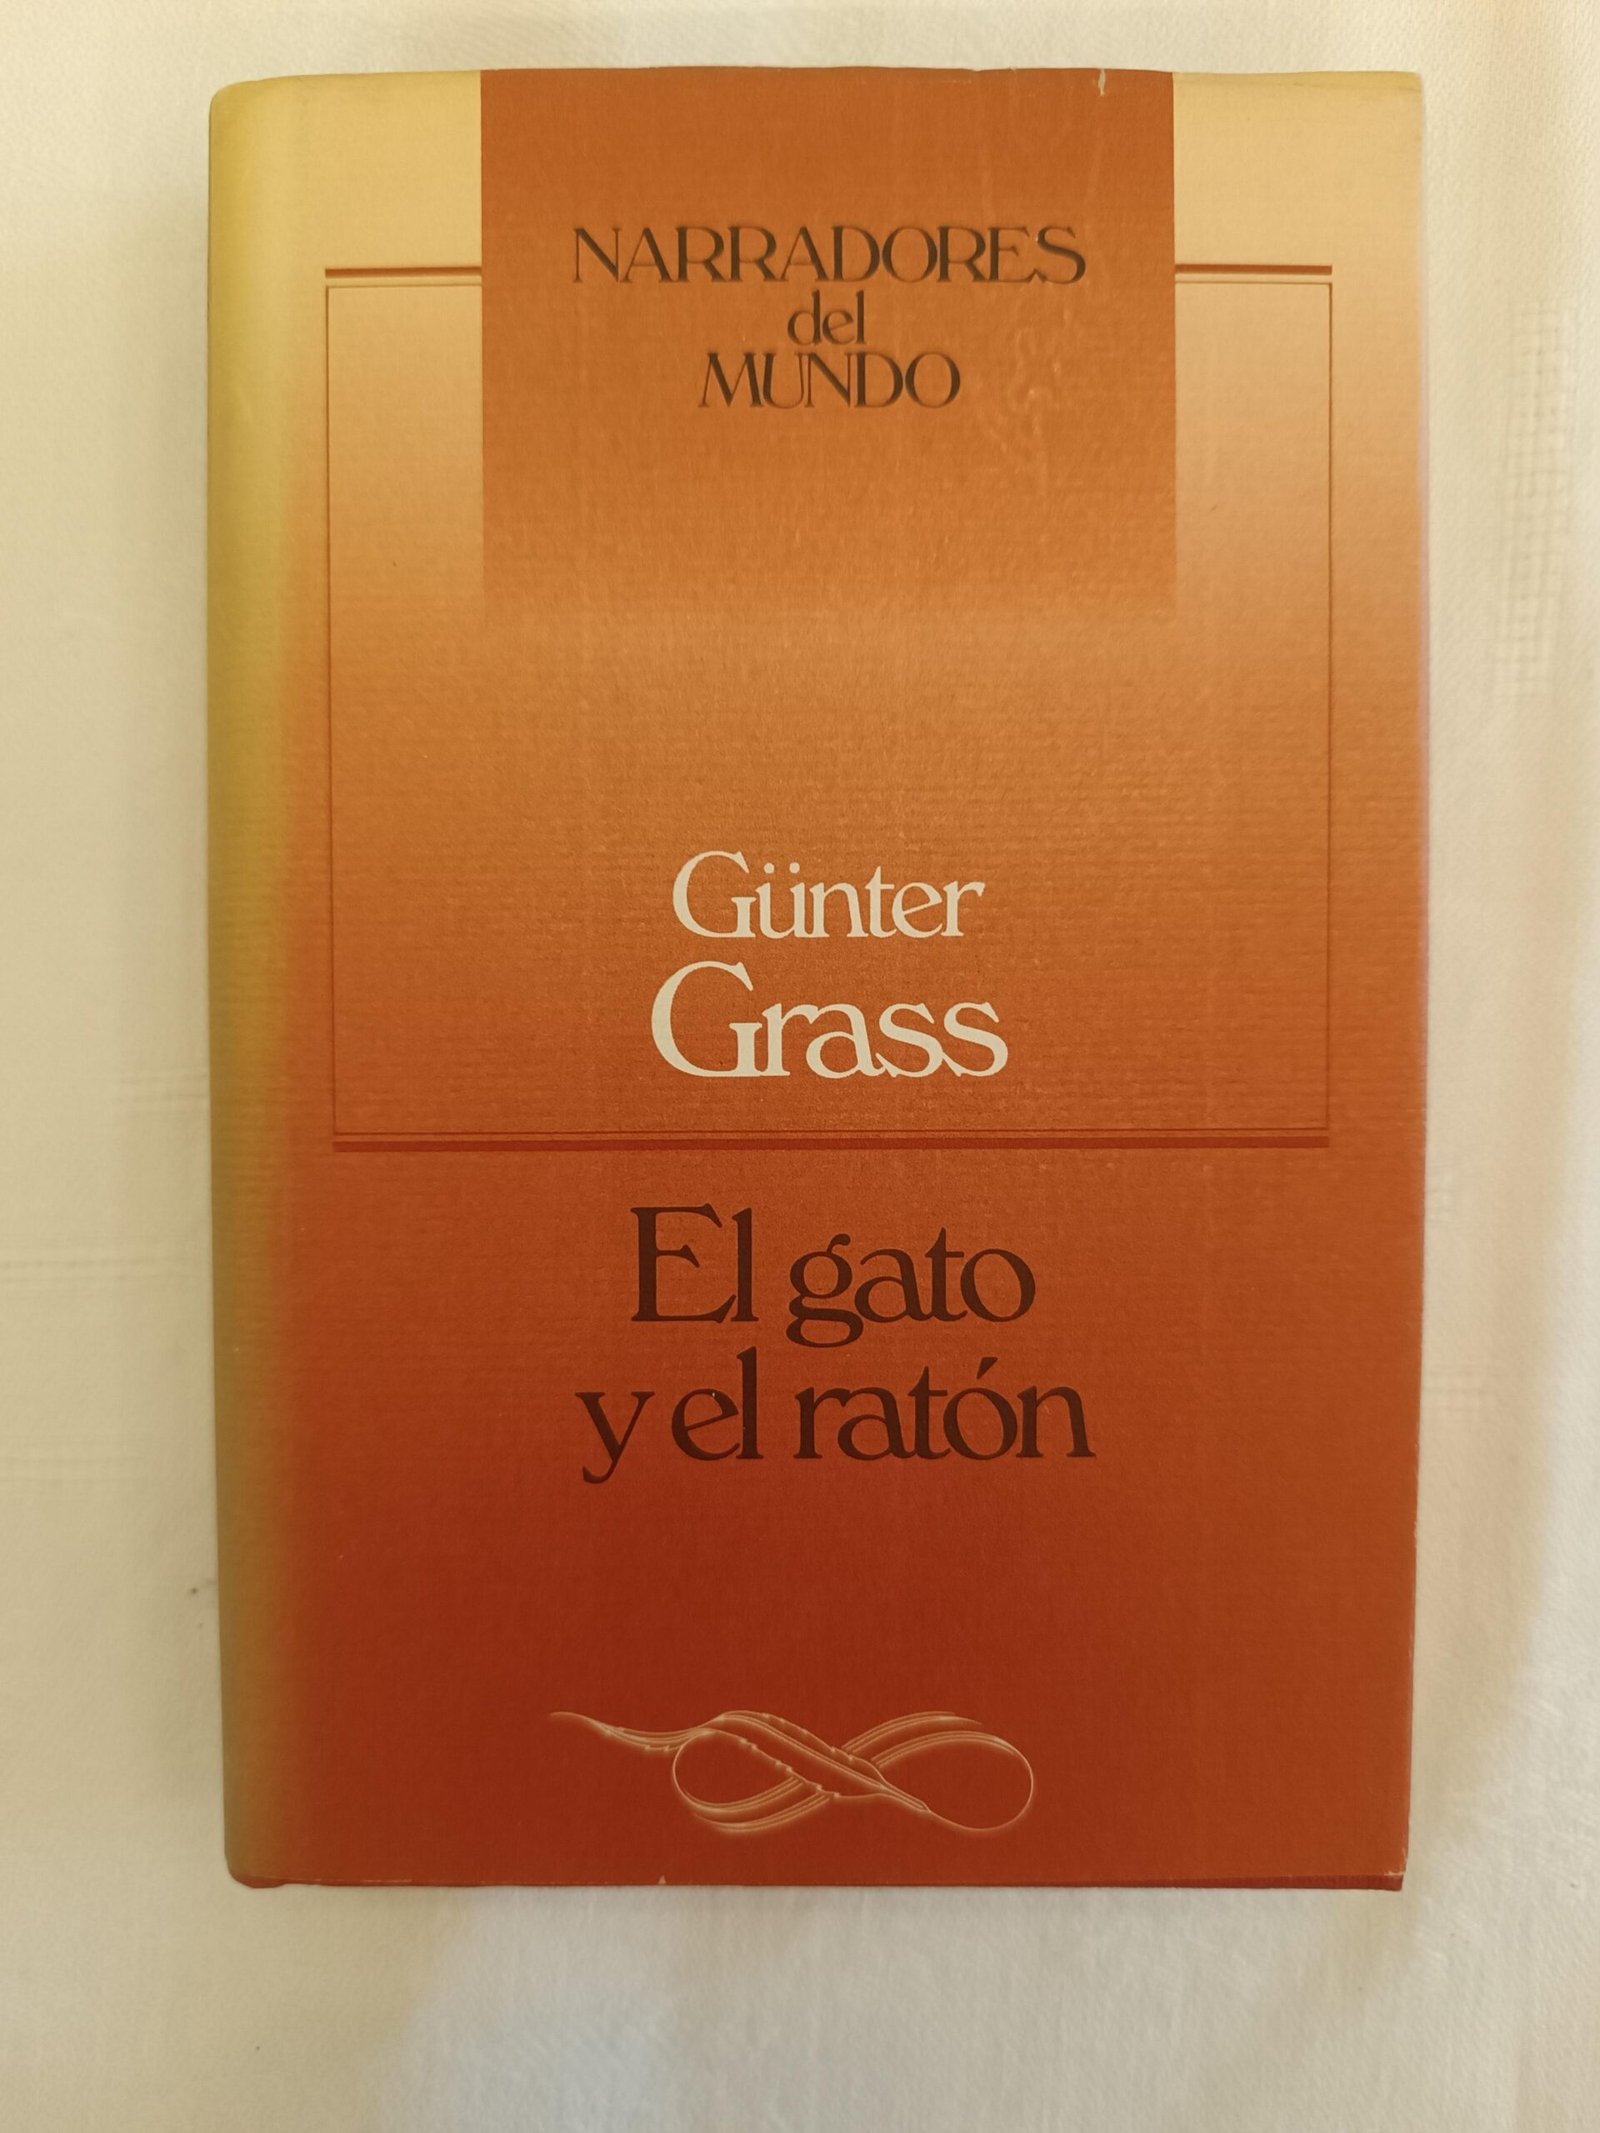 NARRADORES
del
MUNDO
Günter
Grass
El gato
y el ratón